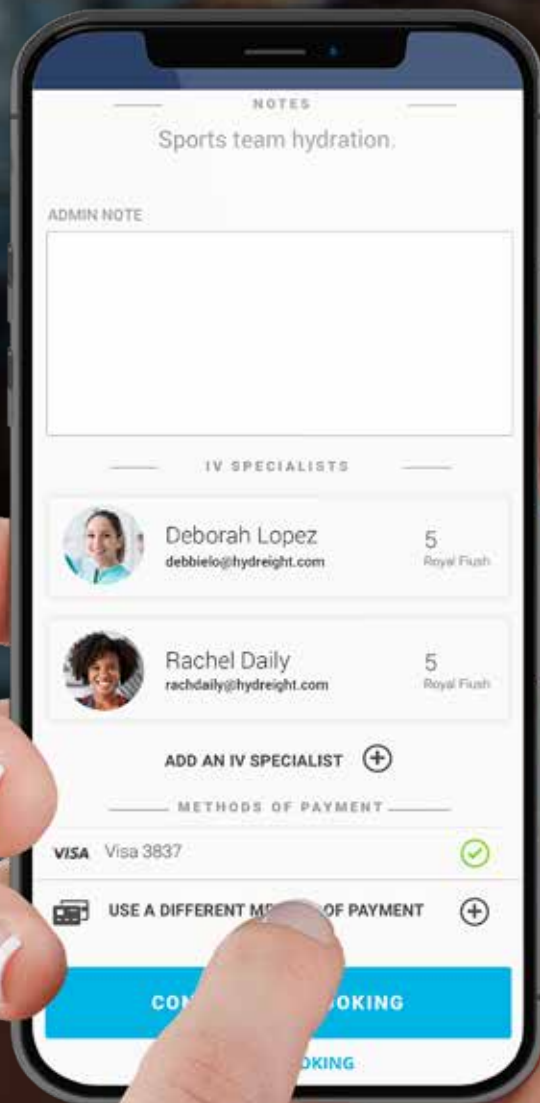 NOTES
Sports team hydration.
ADMIN NOTE
IV SPECIALISTS
Deborah Lopez
debbielo@hydreight.com
5
Royal Flush
Rachel Daily
rachdaily@hydreight.com
5
Royal Flush
ADD AN IV SPECIALIST
METHODS OF PAYMENT
VISA Visa 3837
USE A DIFFERENT OF PAYMENT